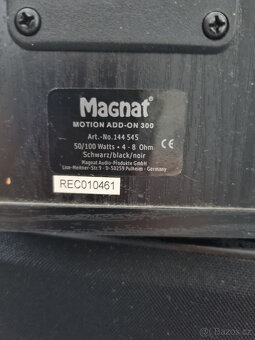 Magnat®
MOTION ADD-ON 300
Art.-No. 144 545
50/100 Watts • 4 - 8 Ohm
Schwarz/black/noir
Magnat Audio-Produkte GmbH
Lise-Meitner-Str.9 - D-50259 Pulheim - Germany
CE
REC010461
bazos.cz